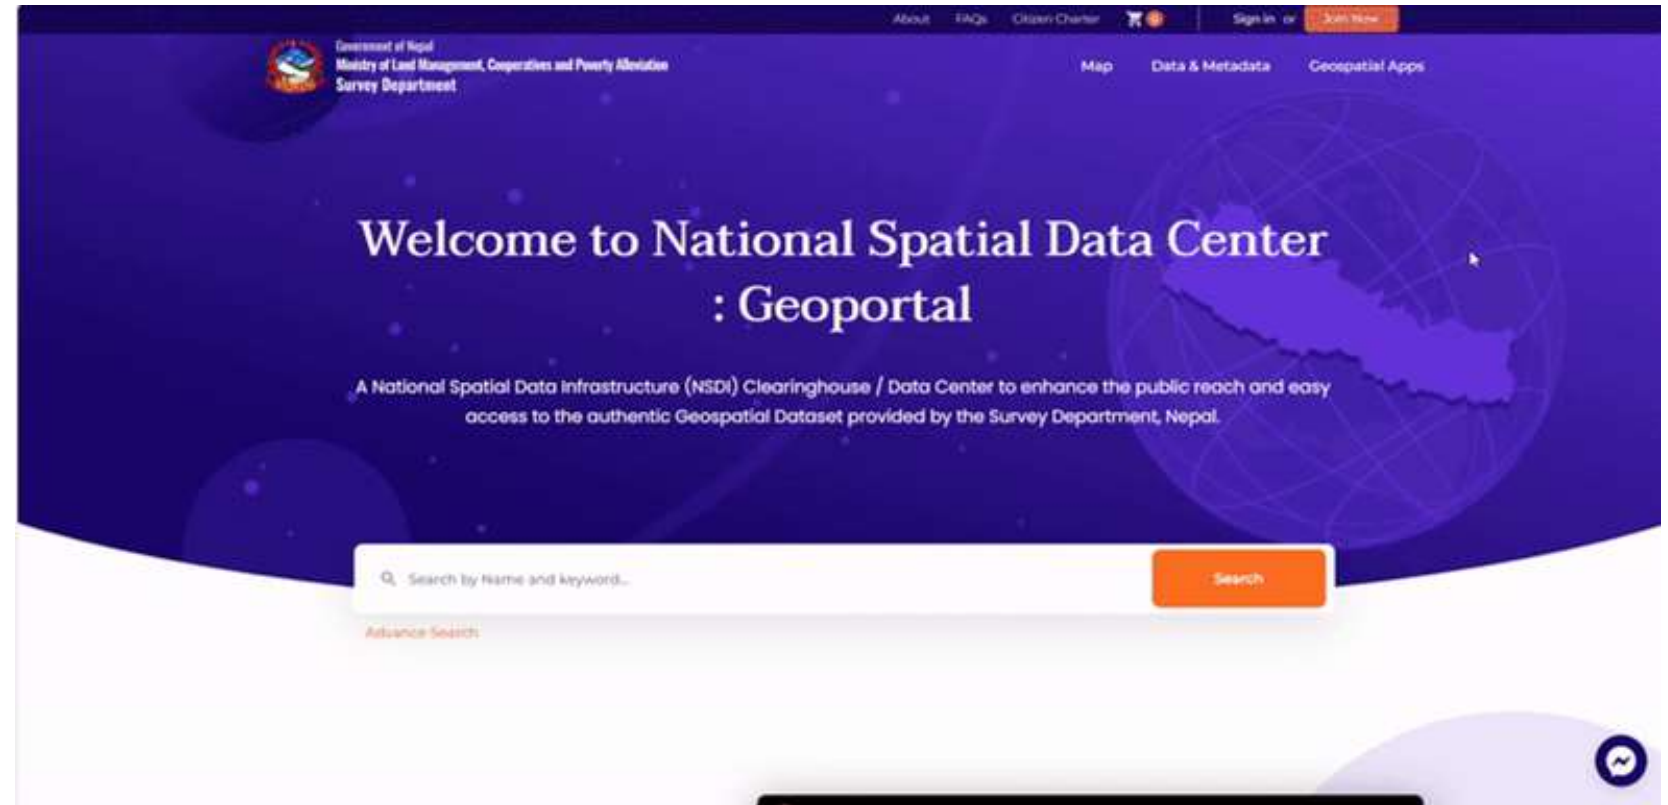 About FAQs Citizen Charter 0 Sign in or Join Now
Government of Nepal
Ministry of Land Management, Cooperatives and Poverty Alleviation
Survey Department
Map Data & Metadata Geospatial Apps
Welcome to National Spatial Data Center
: Geoportal
A National Spatial Data Infrastructure (NSDI) Clearinghouse / Data Center to enhance the public reach and easy
access to the authentic Geospatial Dataset provided by the Survey Department, Nepal.
Search by Name and keyword... Search
Advance Search